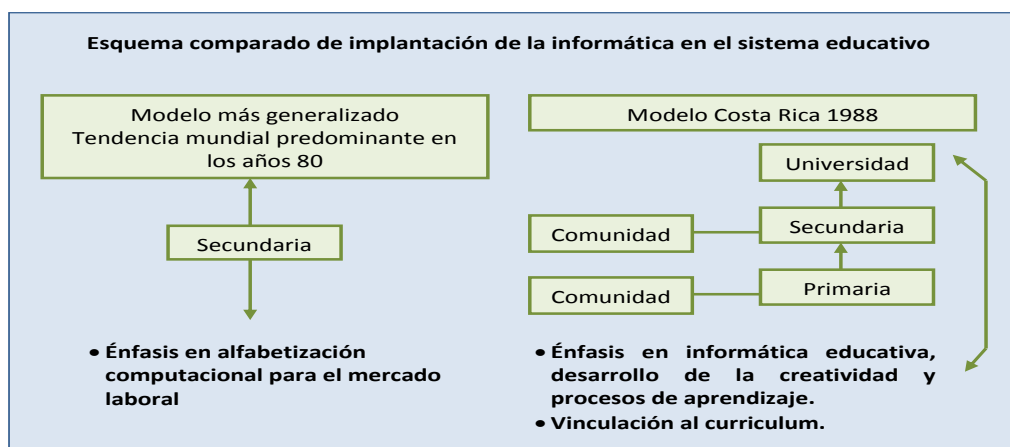 Esquema comparado de implantación de la informática en el sistema educativo
Modelo más generalizado
Tendencia mundial predominante en
los años 80
Secundaria
• Énfasis en alfabetización
computacional para el mercado
laboral
Modelo Costa Rica 1988
Universidad
Comunidad
Secundaria
Comunidad
Primaria
• Énfasis en informática educativa,
desarrollo de la creatividad y
procesos de aprendizaje.
• Vinculación al curriculum.